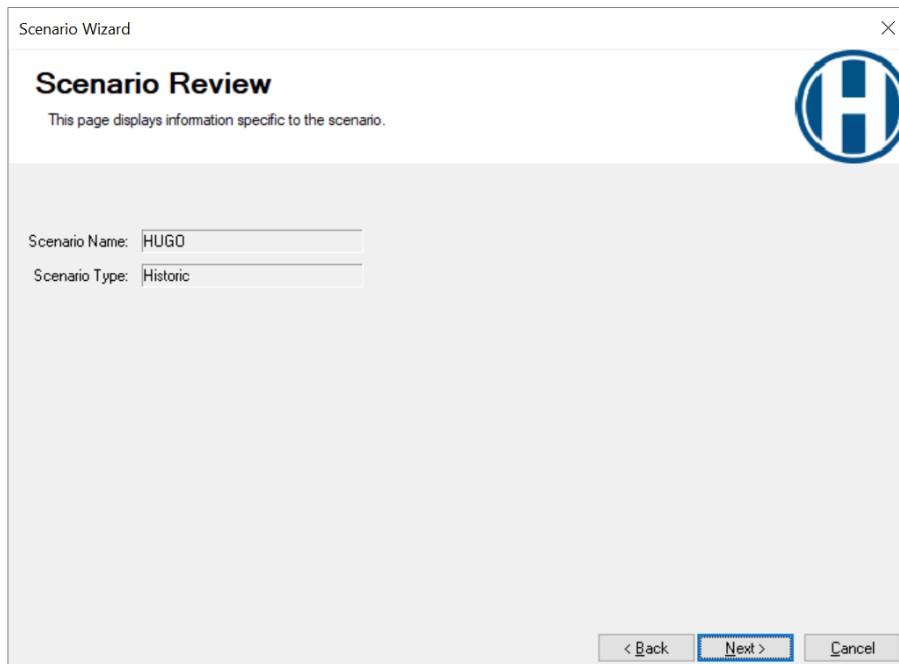 Scenario Wizard
Scenario Review
This page displays information specific to the scenario.
H
Scenario Name: HUGO
Scenario Type: Historic
< Back Next > Cancel